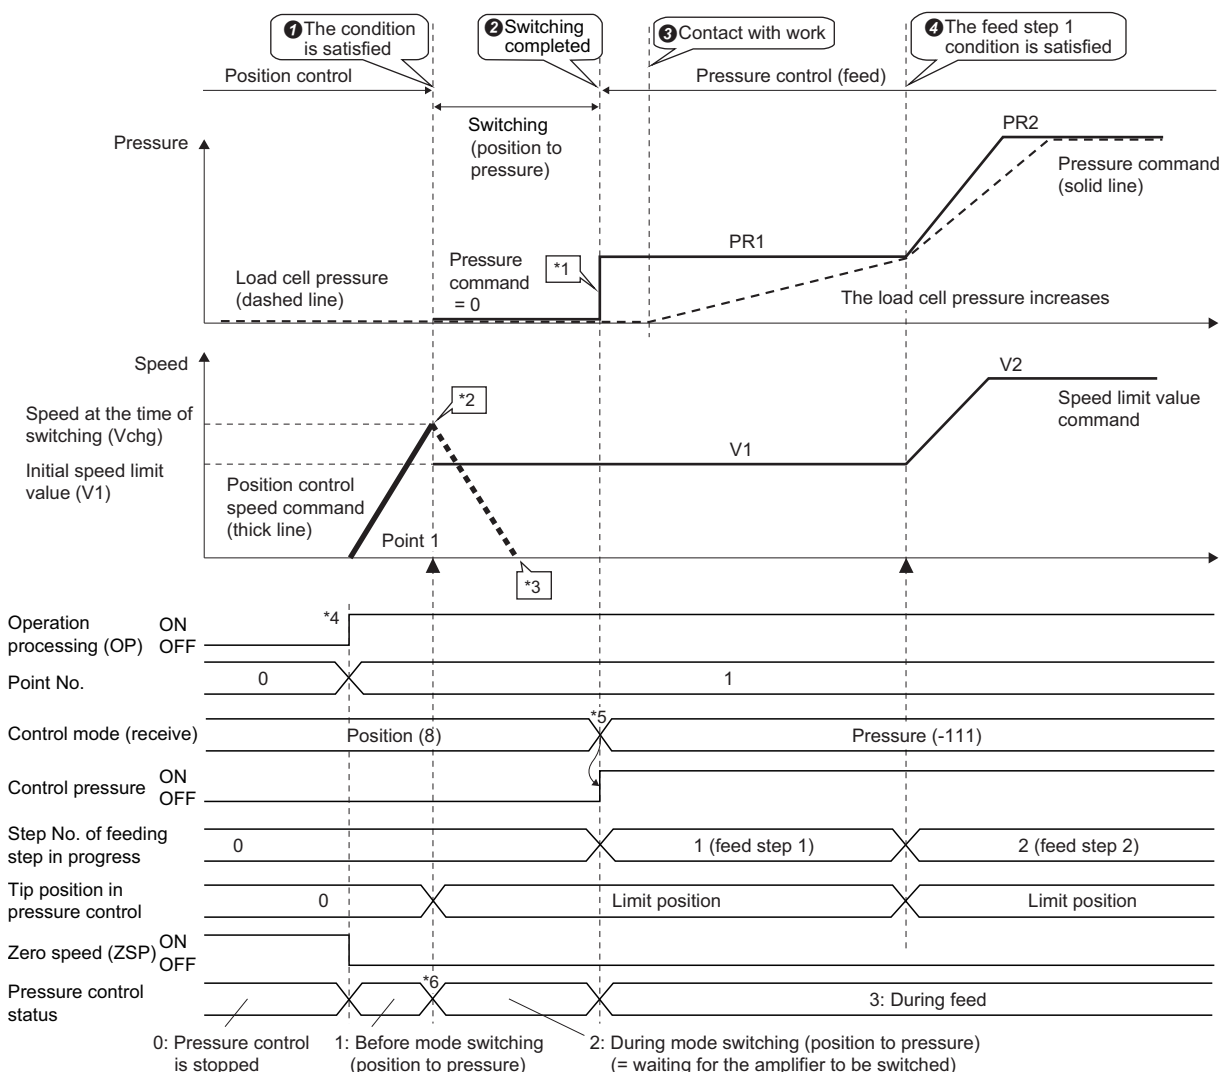 ❶The condition
is satisfied
❷Switching
completed
❸Contact with work
❹The feed step 1
condition is satisfied
Position control
Pressure control (feed)
Switching
(position to
pressure)
Pressure
PR2
Pressure command
(solid line)
PR1
Pressure
command
= 0
*1
Load cell pressure
(dashed line)
The load cell pressure increases
Speed
V2
*2
Speed at the time of
switching (Vchg)
Speed limit value
command
V1
Initial speed limit
value (V1)
Position control
speed command
(thick line)
Point 1
*3
Operation
processing (OP)
ON
OFF
*4
Point No.
0
1
Control mode (receive)
Position (8)
*5
Pressure (-111)
Control pressure
ON
OFF
Step No. of feeding
step in progress
0
1 (feed step 1)
2 (feed step 2)
Tip position in
pressure control
0
Limit position
Limit position
Zero speed (ZSP)
ON
OFF
Pressure control
status
*6
3: During feed
0: Pressure control
is stopped
1: Before mode switching
(position to pressure)
2: During mode switching (position to pressure)
(= waiting for the amplifier to be switched)